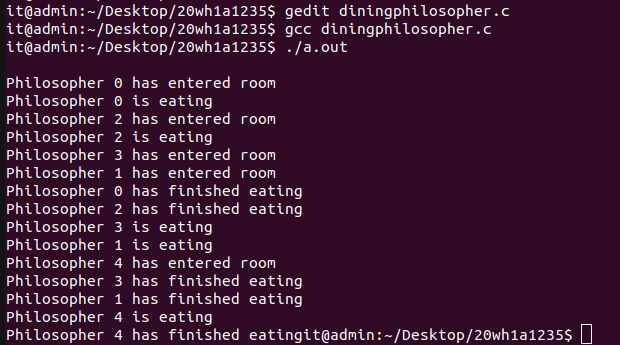 it@admin:~/Desktop/20wh1a1235$ gedit diningphilosopher.c
it@admin:~/Desktop/20wh1a1235$ gcc diningphilosopher.c
it@admin:~/Desktop/20wh1a1235$ ./a.out
Philosopher 0 has entered room
Philosopher 0 is eating
Philosopher 2 has entered room
Philosopher 2 is eating
Philosopher 3 has entered room
Philosopher 1 has entered room
Philosopher 0 has finished eating
Philosopher 2 has finished eating
Philosopher 3 is eating
Philosopher 1 is eating
Philosopher 4 has entered room
Philosopher 3 has finished eating
Philosopher 1 has finished eating
Philosopher 4 is eating
Philosopher 4 has finished eatingit@admin:~/Desktop/20wh1a1235$